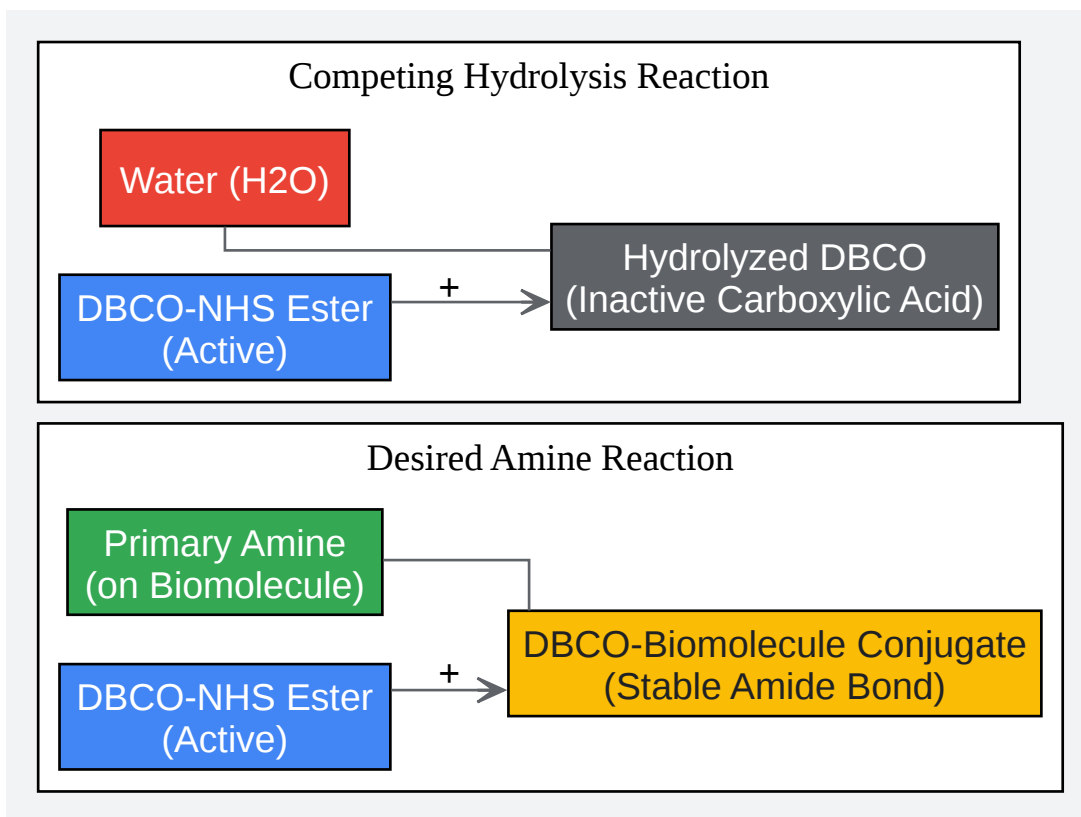 Competing Hydrolysis Reaction
Water (H2O)
DBCO-NHS Ester
(Active)
+
Hydrolyzed DBCO
(Inactive Carboxylic Acid)
Desired Amine Reaction
Primary Amine
(on Biomolecule)
DBCO-NHS Ester
(Active)
+
DBCO-Biomolecule Conjugate
(Stable Amide Bond)